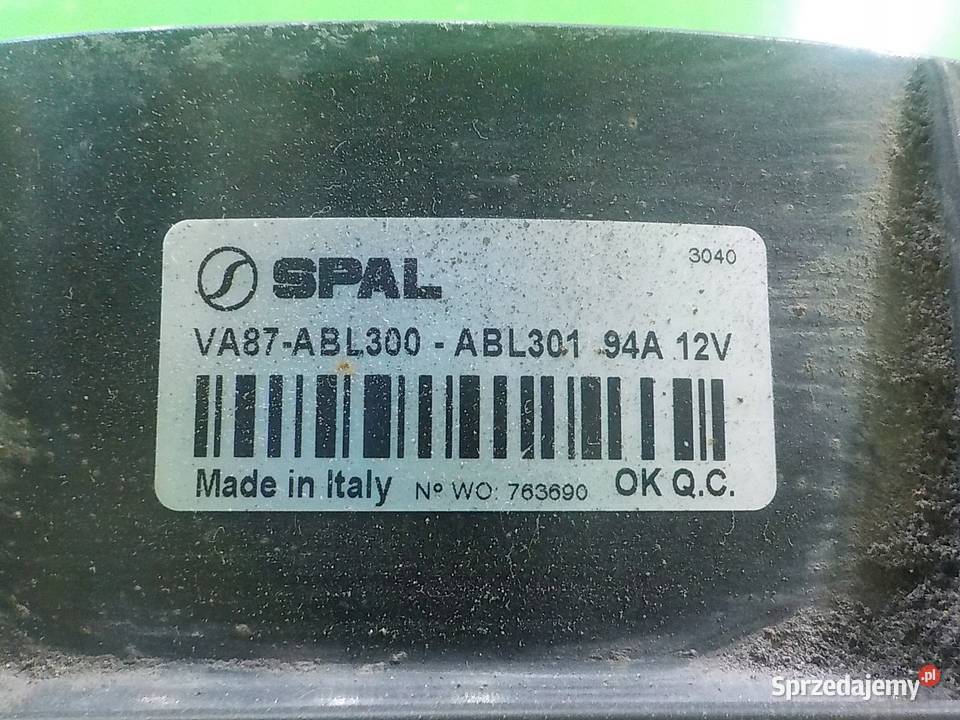 SPAL
3040
VA87-ABL300 - ABL301 94A 12V
Made in Italy Nº WO: 763690 OK Q.C.
Sprzedajemy.pl